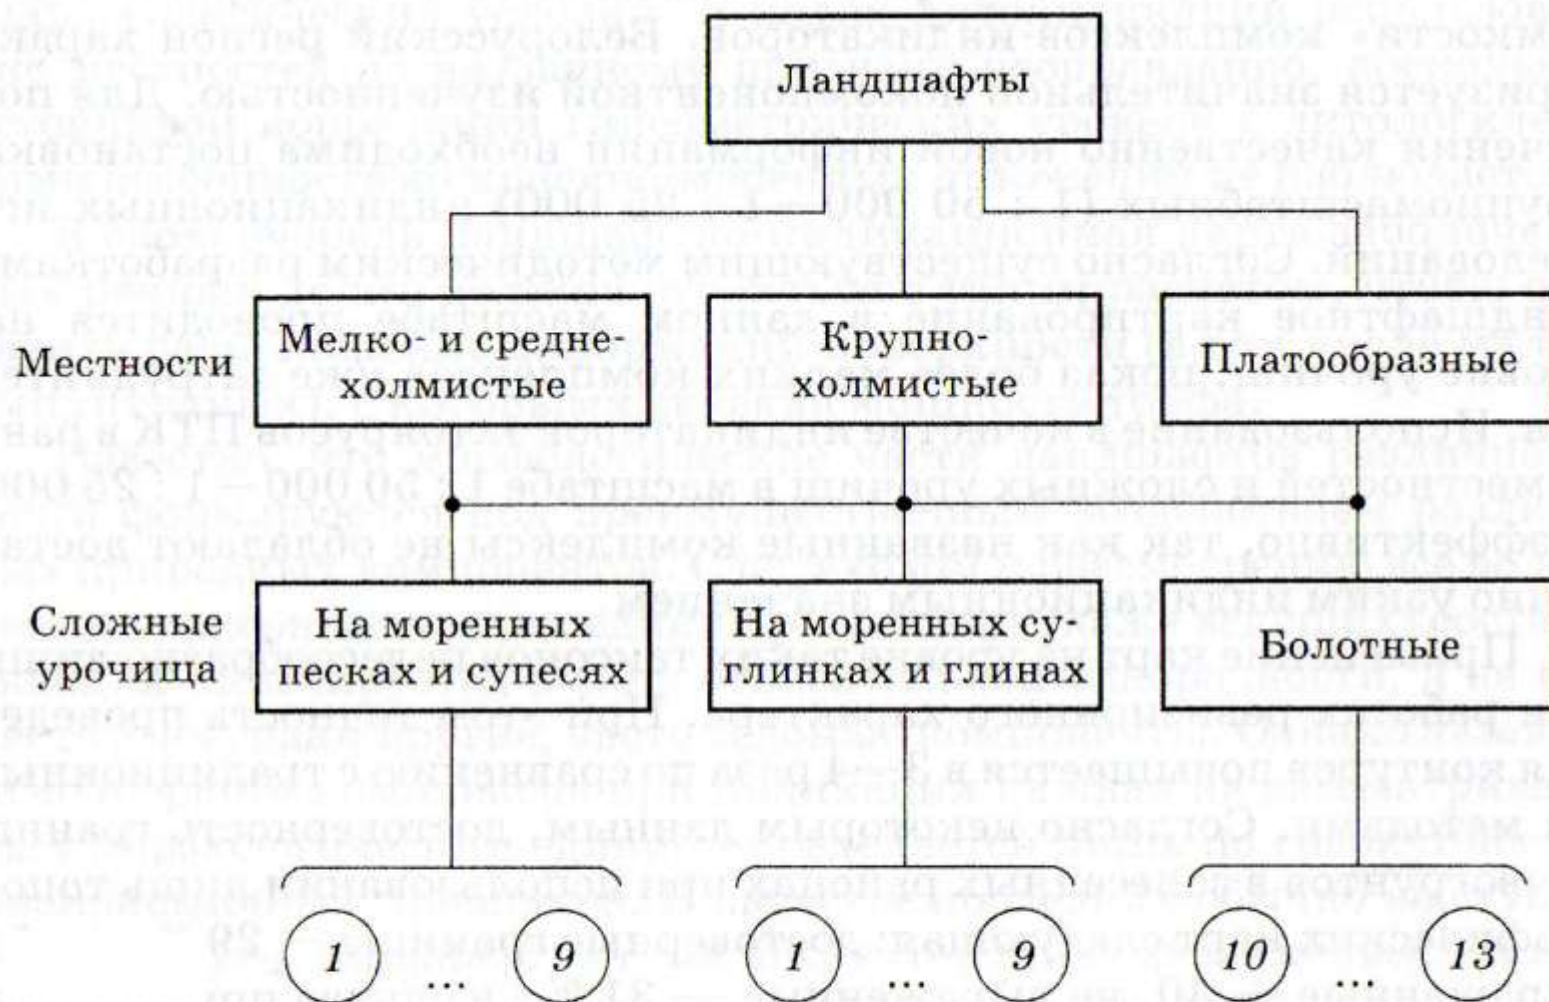 Ландшафты
Местности
Мелко- и средне-
холмистые
Крупно-
холмистые
Платообразные
Сложные
урочища
На моренных
песках и супесях
На моренных су-
глинках и глинах
Болотные
1 ... 9
1 ... 9
10 ... 13